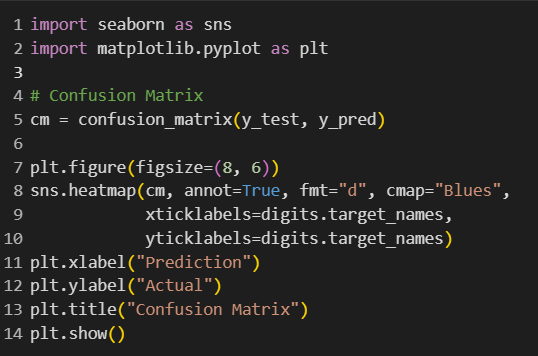 1 import seaborn as sns
2 import matplotlib.pyplot as plt
3
4 # Confusion Matrix
5 cm = confusion_matrix(y_test, y_pred)
6
7 plt.figure(figsize=(8, 6))
8 sns.heatmap(cm, annot=True, fmt="d", cmap="Blues",
9             xticklabels=digits.target_names,
10             yticklabels=digits.target_names)
11 plt.xlabel("Prediction")
12 plt.ylabel("Actual")
13 plt.title("Confusion Matrix")
14 plt.show()